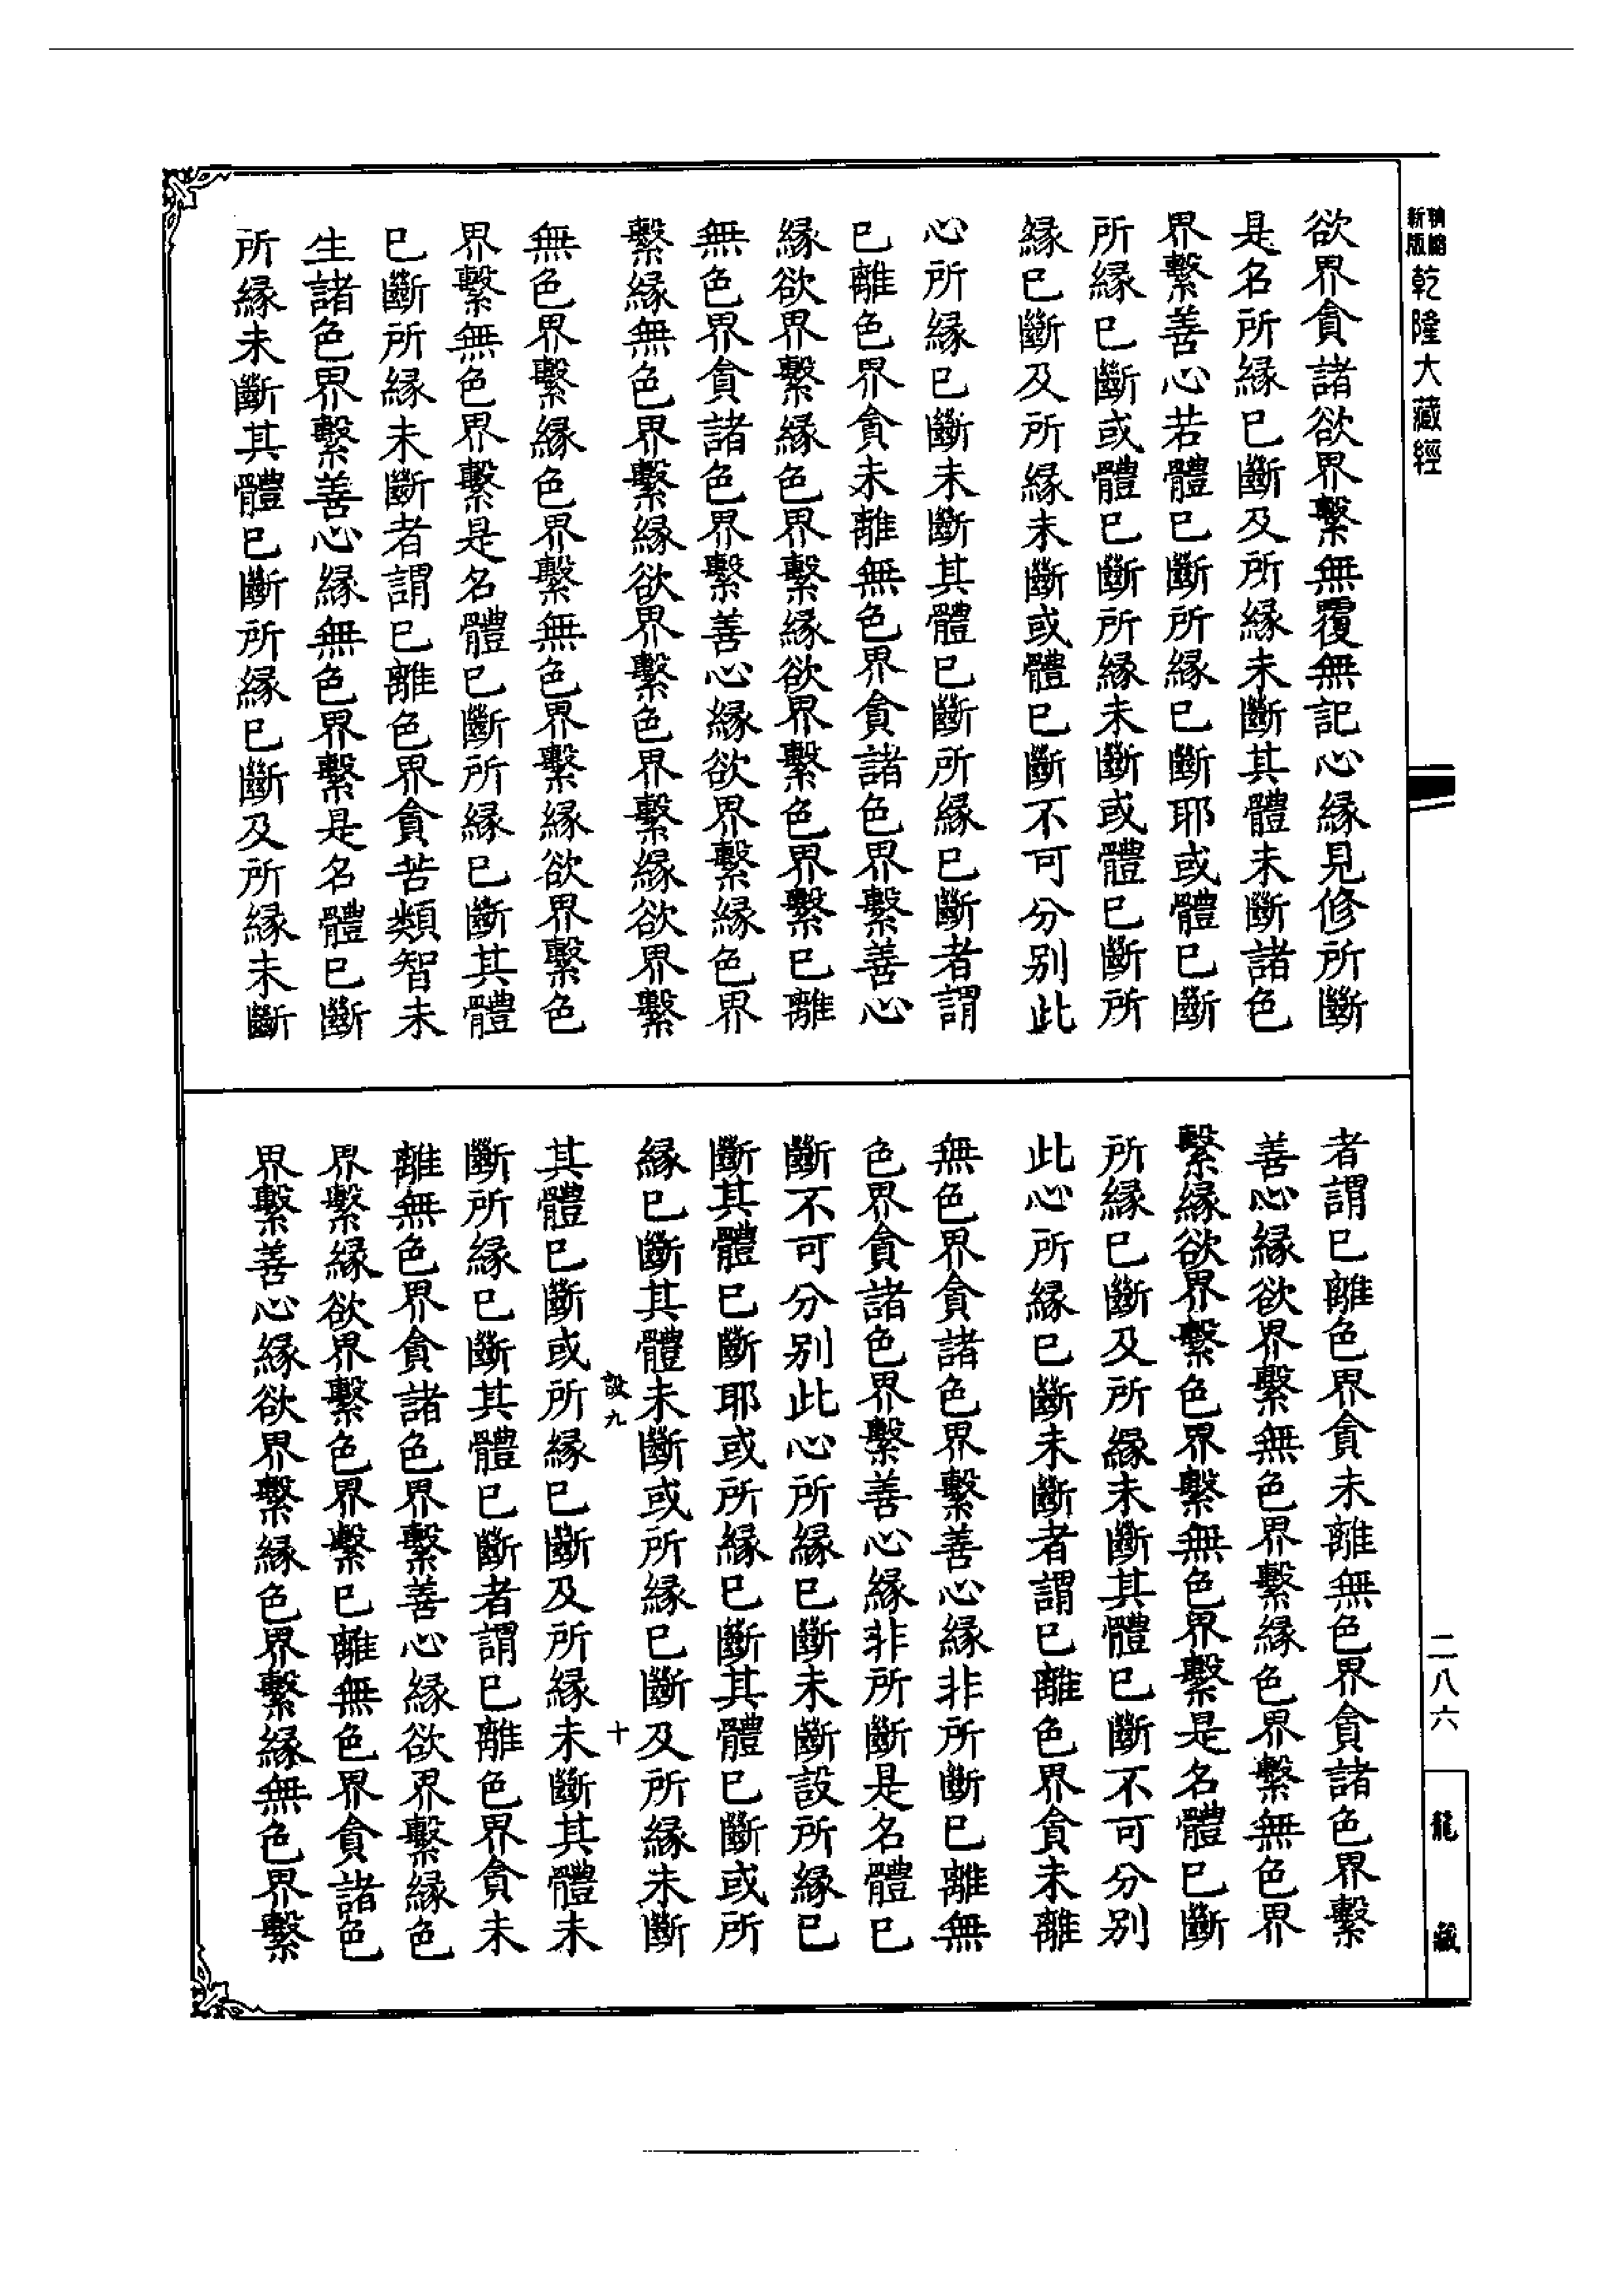 新版精縮乾隆大藏經
欲界貪諸欲界繫無覆無記心緣見修所斷
是名所緣已斷及所緣未斷其體未斷諸色
界繫善心若體已斷所緣已斷耶或體已斷
所緣已斷或體已斷所緣未斷或體已斷所
緣已斷及所緣未斷或體已斷不可分別此
心所緣已斷未斷其體已斷所緣已斷者謂
已離色界貪未離無色界貪諸色界繫善心
緣欲界繫緣色界繫緣欲界繫色界繫已離
無色界貪諸色界繫善心緣欲界繫緣色界
繫緣無色界繫緣欲界繫色界繫緣欲界繫
無色界繫緣色界繫無色界繫緣欲界繫色
界繫無色界繫是名體已斷所緣已斷其體
已斷所緣未斷者謂已離色界貪苦類智未
生諸色界繫善心緣無色界繫是名體已斷
所緣未斷其體已斷所緣已斷及所緣未斷
者謂已離色界貪未離無色界貪諸色界繫
善心緣欲界繫無色界繫緣色界繫無色界
繫緣欲界繫色界繫無色界繫是名體已斷
所緣已斷及所緣未斷其體已斷不可分別
此心所緣已斷未斷者謂已離色界貪未離
無色界貪諸色界繫善心緣非所斷已離無
色界貪諸色界繫善心緣非所斷是名體已
斷不可分別此心所緣已斷未斷設所緣已
斷其體已斷耶或所緣已斷其體已斷或所
緣已斷其體未斷或所緣已斷及所緣未斷
設九
十
其體已斷或所緣已斷及所緣未斷其體未
斷所緣已斷其體已斷者謂已離色界貪未
離無色界貪諸色界繫善心緣欲界繫緣色
界繫緣欲界繫色界繫已離無色界貪諸色
界繫善心緣欲界繫緣色界繫緣無色界繫
二八六
龍藏